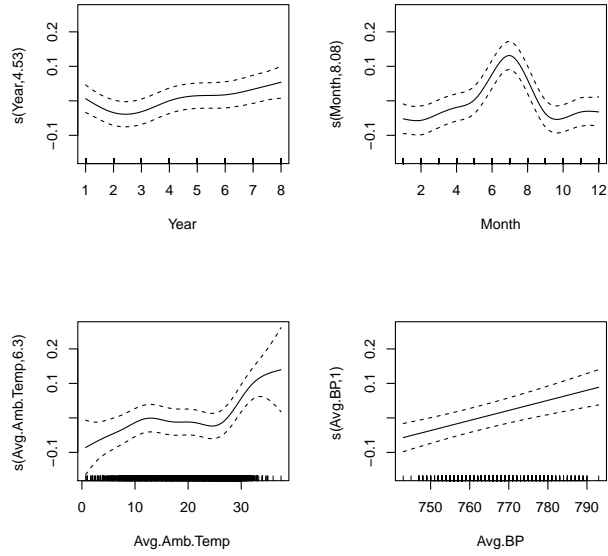 s(Year,4.53)
-0.1 0.1 0.2
1 2 3 4 5 6 7 8
Year
s(Month,8.08)
-0.1 0.1 0.2
2 4 6 8 10 12
Month
s(Avg.Amb.Temp,6.3)
-0.1 0.1 0.2
0 10 20 30
Avg.Amb.Temp
s(Avg.BP,1)
-0.1 0.1 0.2
750 760 770 780 790
Avg.BP